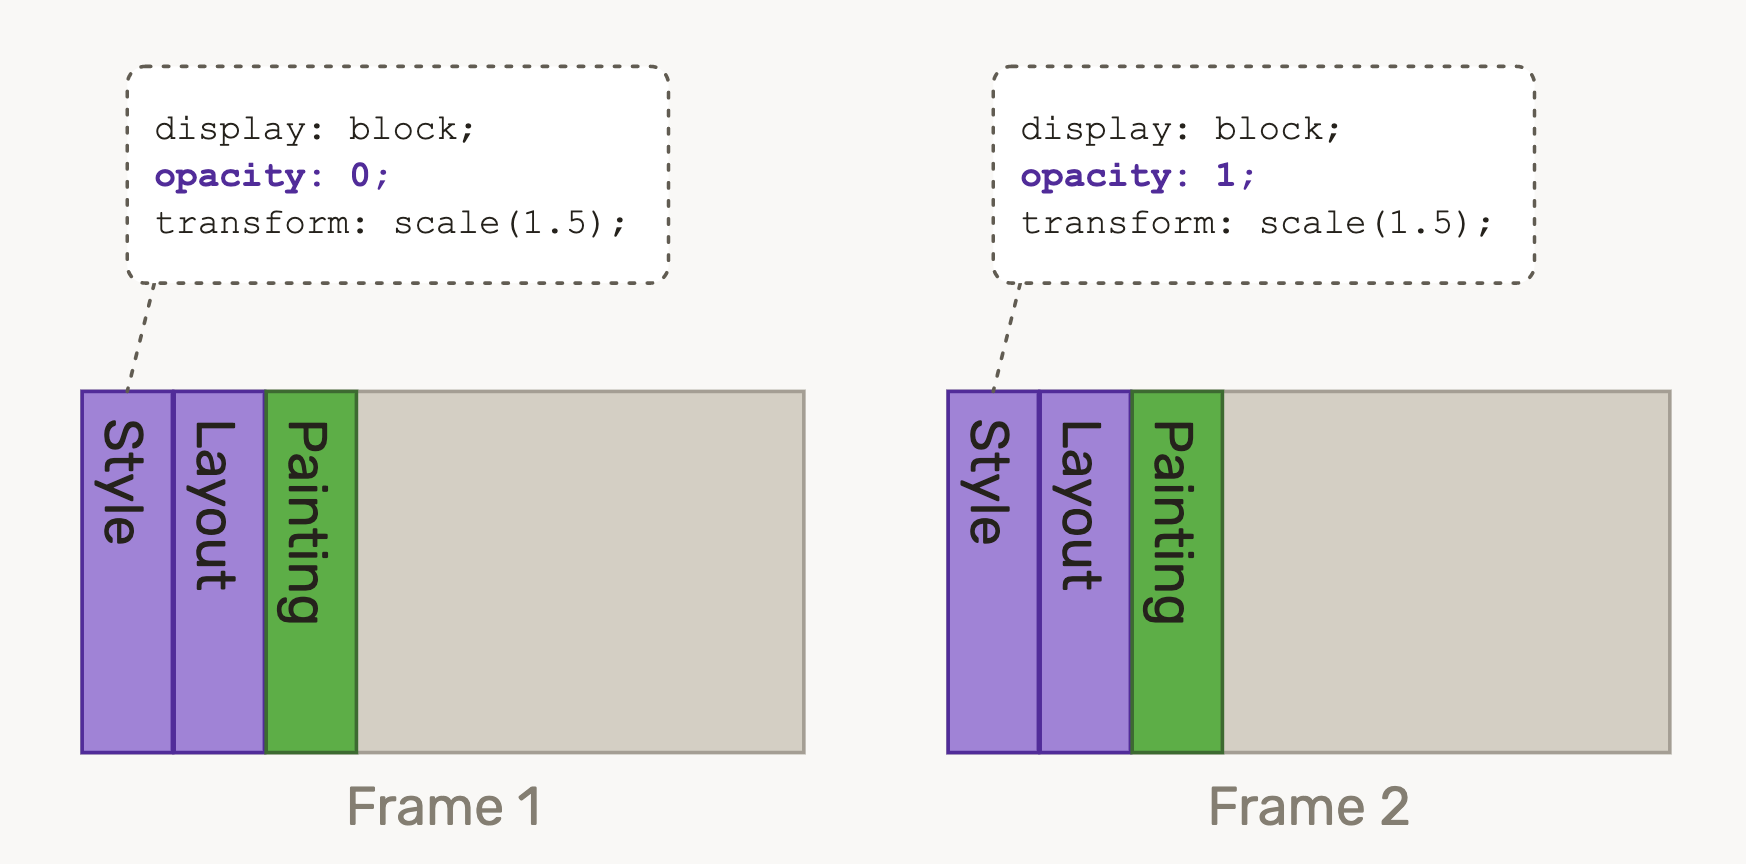 display: block;
opacity: 0;
transform: scale(1.5);
display: block;
opacity: 1;
transform: scale(1.5);
Style
Layout
Painting
Style
Layout
Painting
Frame 1
Frame 2